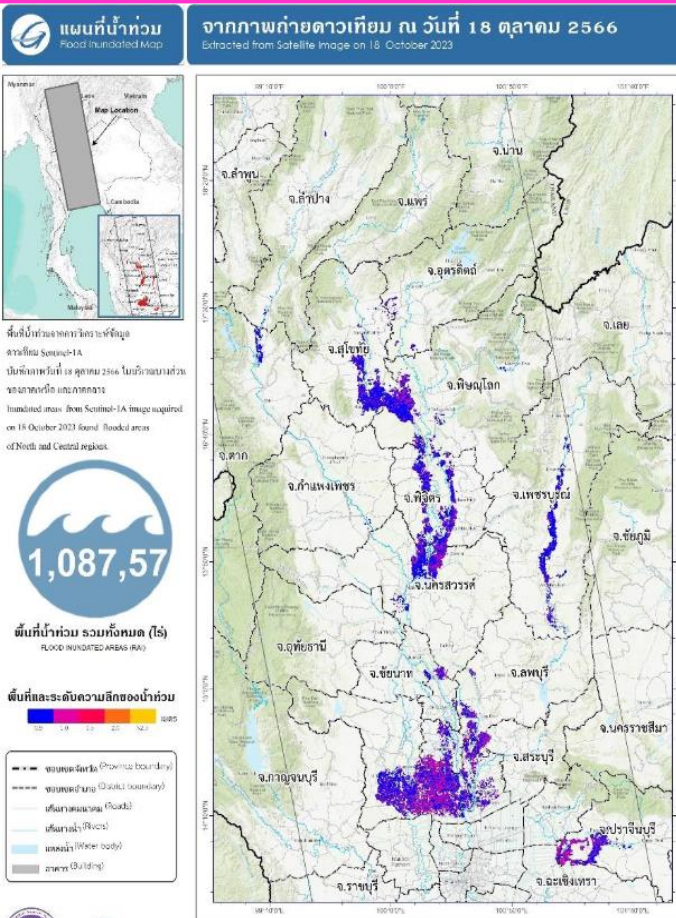 แผนที่น้ำท่วม
Flood Inundated Map
จากภาพถ่ายดาวเทียม ณ วันที่ 18 ตุลาคม 2566
Extracted from Satellite Image on 18 October 2023
Myanmar
Laos
Vietnam
Map Location
Cambodia
Malaysia
พื้นที่น้ำท่วมจากการวิเคราะห์ข้อมูล
ดาวเทียม Sentinel-1A
บันทึกภาพวันที่ 18 ตุลาคม 2566 ในบริเวณบางส่วน
ของภาคเหนือ และภาคกลาง
Inundated areas from Sentinel-1A image acquired
on 18 October 2023 found flooded areas
of North and Central regions.
1,087,57
พื้นที่น้ำท่วม รวมทั้งหมด (ไร่)
FLOOD INUNDATED AREAS (RAI)
พื้นที่และระดับความลึกของน้ำท่วม
เมตร
0.5 1.0 1.5 2.0
ขอบเขตจังหวัด (Province boundary)
ขอบเขตอำเภอ (District boundary)
เส้นทางคมนาคม (Roads)
เส้นทางน้ำ (Rivers)
แหล่งน้ำ (Water body)
อาคาร (Building)
จ.น่าน
จ.ลำพูน
จ.ลำปาง
จ.แพร่
จ.อุตรดิตถ์
จ.เลย
จ.สุโขทัย
จ.พิษณุโลก
จ.ตาก
จ.กำแพงเพชร
จ.พิจิตร
จ.เพชรบูรณ์
จ.ชัยภูมิ
จ.นครสวรรค์
จ.อุทัยธานี
จ.ชัยนาท
จ.ลพบุรี
จ.นครราชสีมา
จ.สระบุรี
จ.กาญจนบุรี
จ.ปราจีนบุรี
จ.ราชบุรี
จ.ฉะเชิงเทรา